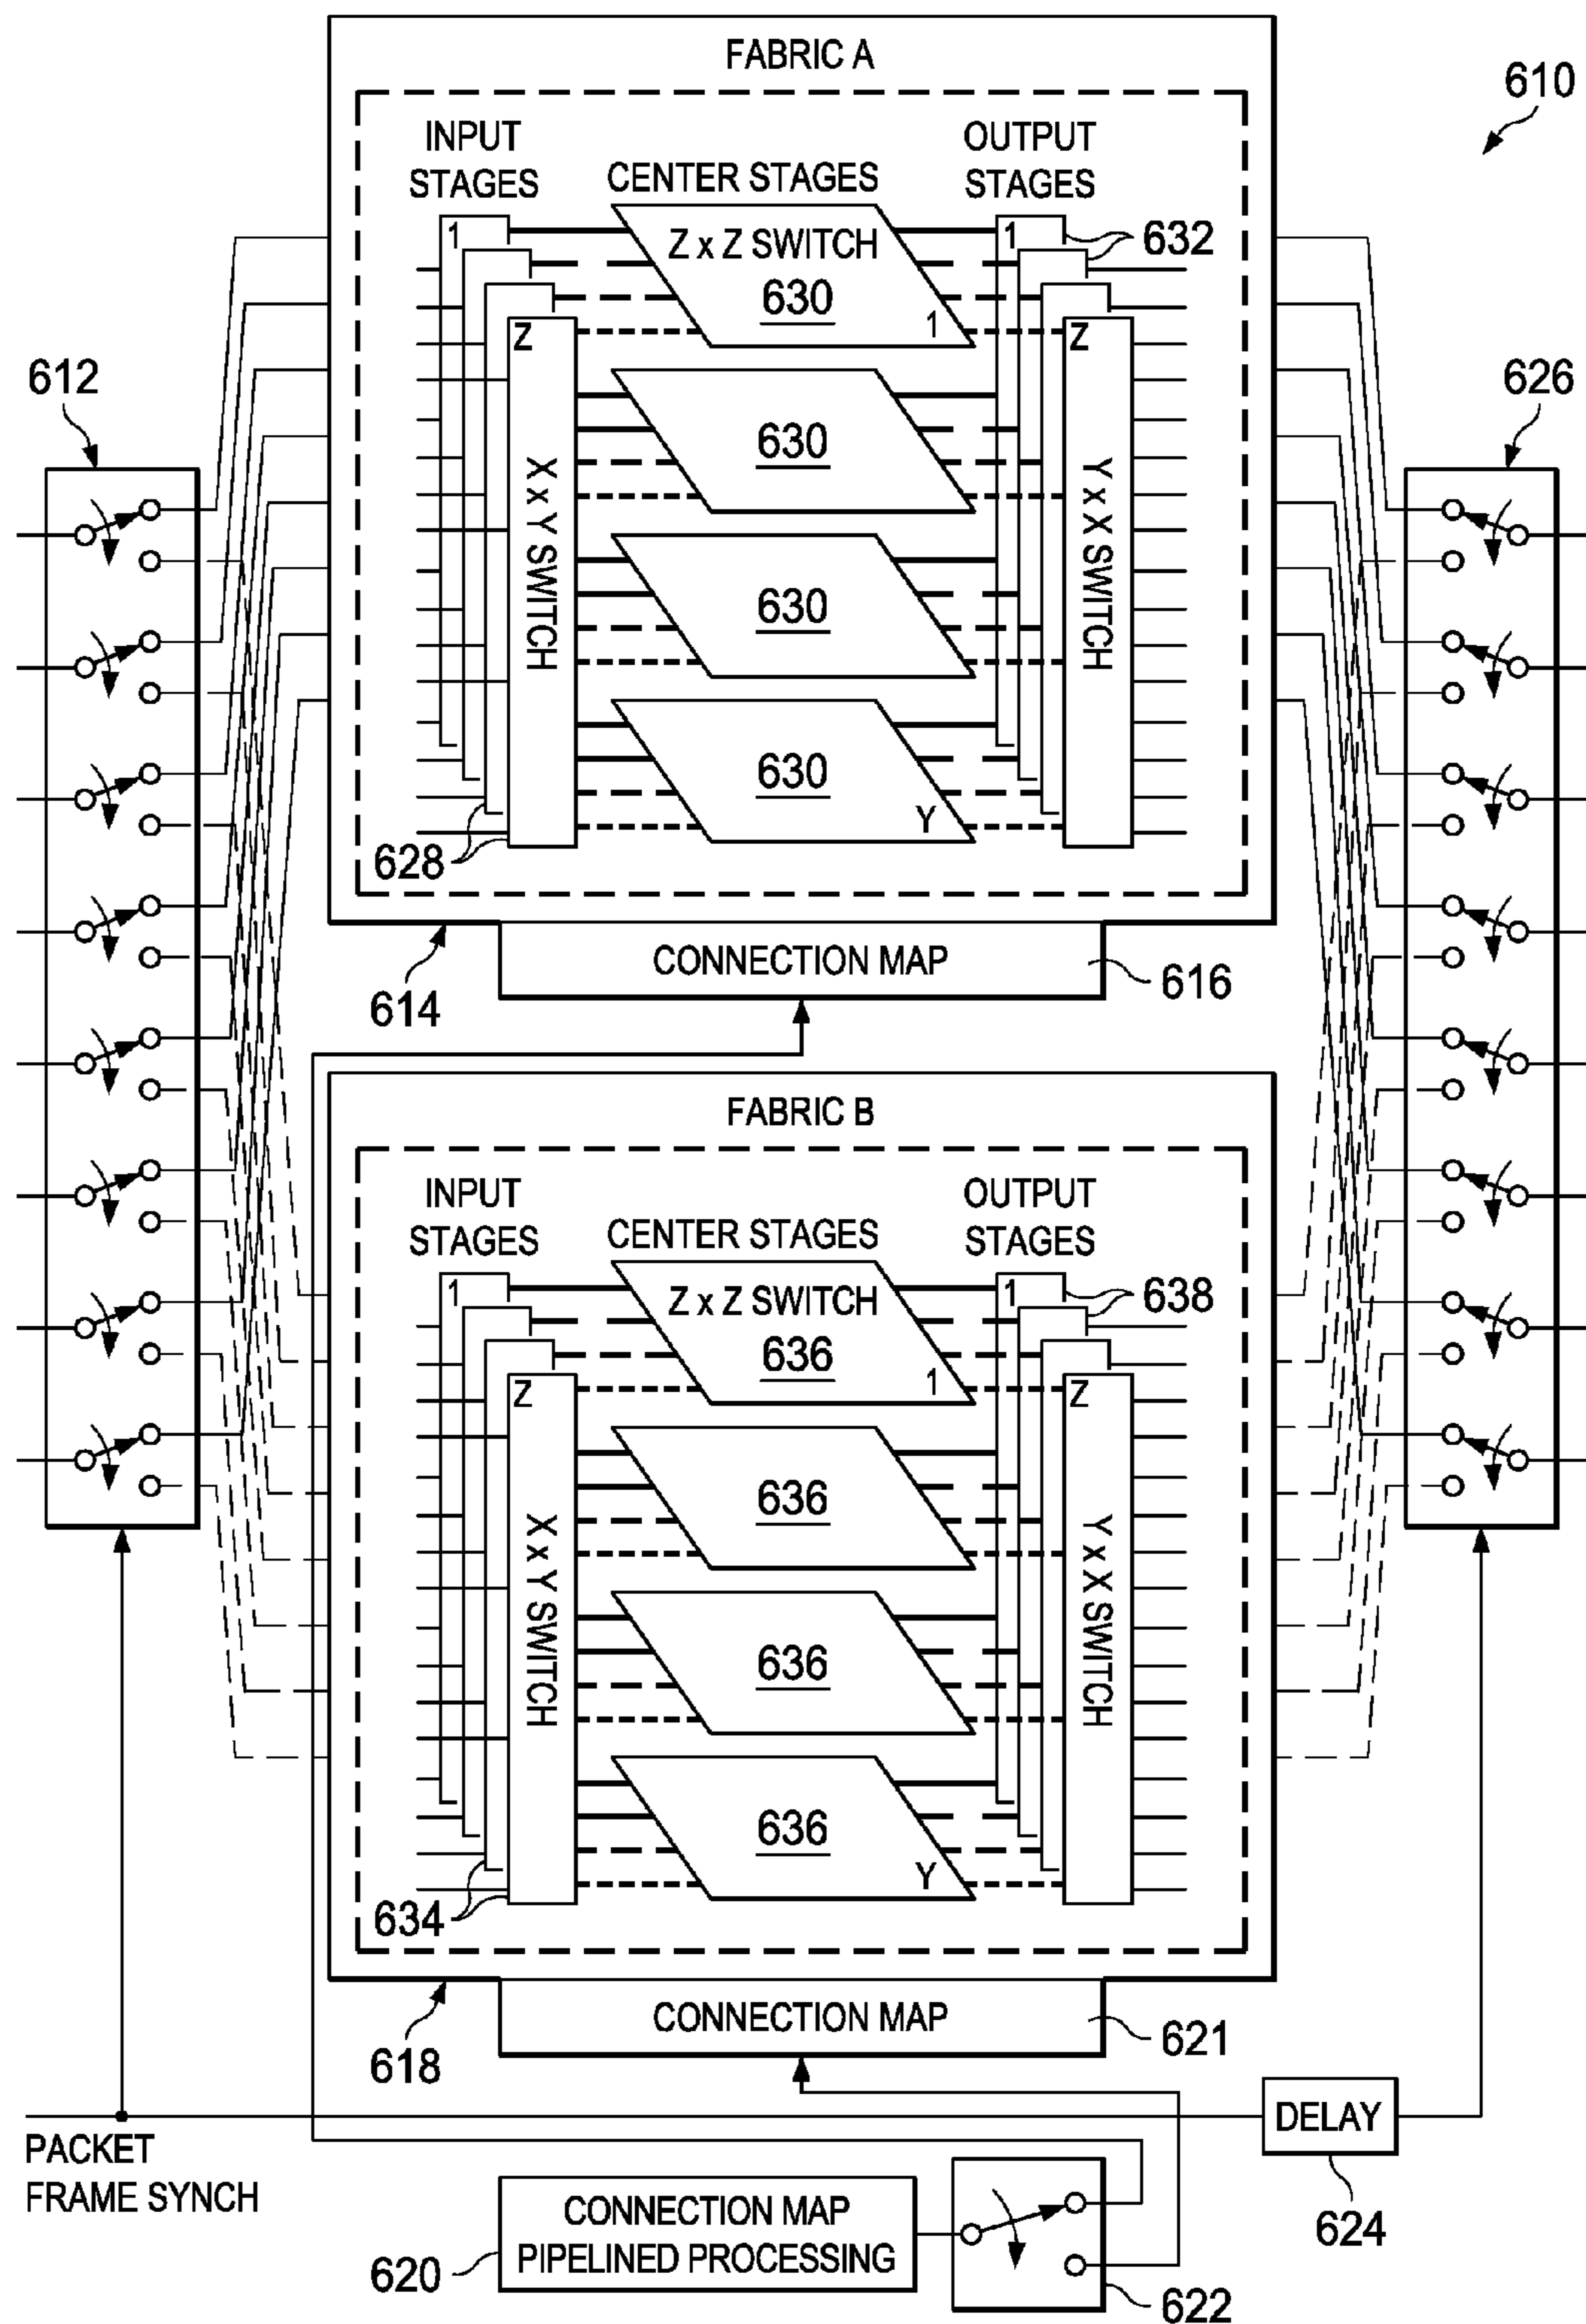 FABRIC A
610
INPUT
STAGES
CENTER STAGES
OUTPUT
STAGES
1
Z x Z SWITCH
630
1
1
632
Z
Z
612
626
630
X x Y SWITCH
Y x X SWITCH
630
630
Y
628
CONNECTION MAP
614
616
FABRIC B
INPUT
STAGES
CENTER STAGES
OUTPUT
STAGES
1
Z x Z SWITCH
636
1
1
638
Z
Z
636
X x Y SWITCH
Y x X SWITCH
636
636
Y
634
CONNECTION MAP
618
621
PACKET
FRAME SYNCH
DELAY
624
CONNECTION MAP
PIPELINED PROCESSING
620
622